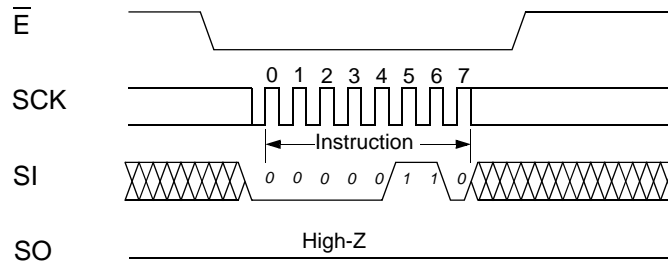 E
0 1 2 3 4 5 6 7
SCK
Instruction
SI
0 0 0 0 0 1 1 0
High-Z
SO